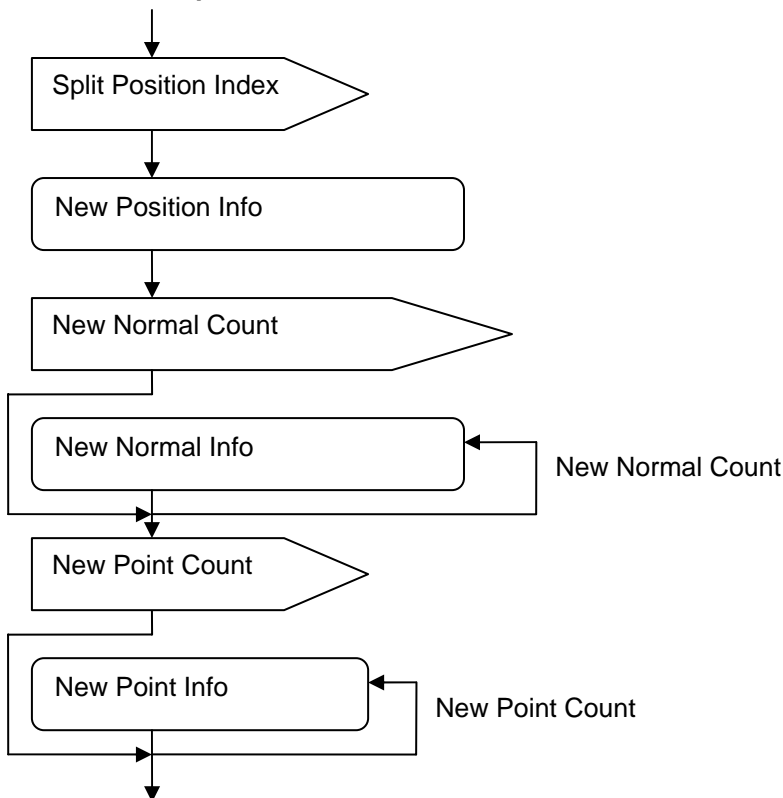 Split Position Index
New Position Info
New Normal Count
New Normal Info
New Normal Count
New Point Count
New Point Info
New Point Count